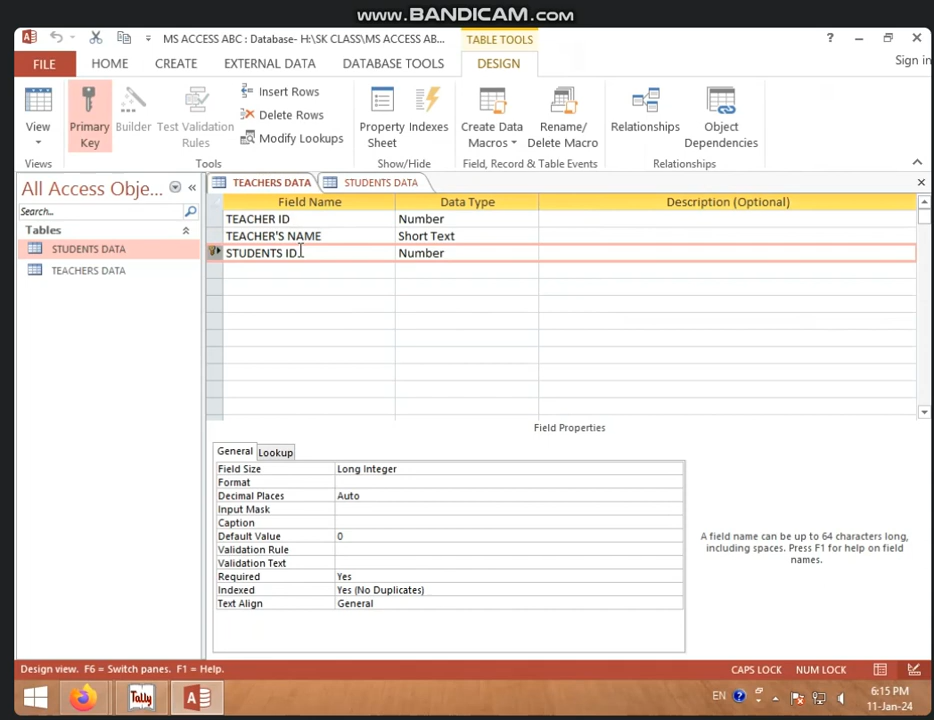 www.BANDICAM.com
MS ACCESS ABC : Database- H:\SK CLASS\MS ACCESS AB...
TABLE TOOLS
?
FILE
HOME
CREATE
EXTERNAL DATA
DATABASE TOOLS
DESIGN
Sign in
View
Primary Key
Builder
Test Validation Rules
Insert Rows
Delete Rows
Modify Lookups
Property Sheet
Indexes
Create Data Macros
Rename/ Delete Macro
Relationships
Object Dependencies
Views
Tools
Show/Hide
Field, Record & Table Events
Relationships
All Access Obje...
Search...
Tables
STUDENTS DATA
TEACHERS DATA
TEACHERS DATA
STUDENTS DATA
Field Name Data Type Description (Optional)
TEACHER ID Number
TEACHER'S NAME Short Text
STUDENTS ID. Number
Field Properties
General Lookup
Field Size Long Integer
Format
Decimal Places Auto
Input Mask
Caption
Default Value 0
Validation Rule
Validation Text
Required Yes
Indexed Yes (No Duplicates)
Text Align General
A field name can be up to 64 characters long,
including spaces. Press F1 for help on field
names.
Design view. F6 = Switch panes. F1 = Help.
CAPS LOCK NUM LOCK
Tally
EN
6:15 PM
11-Jan-24